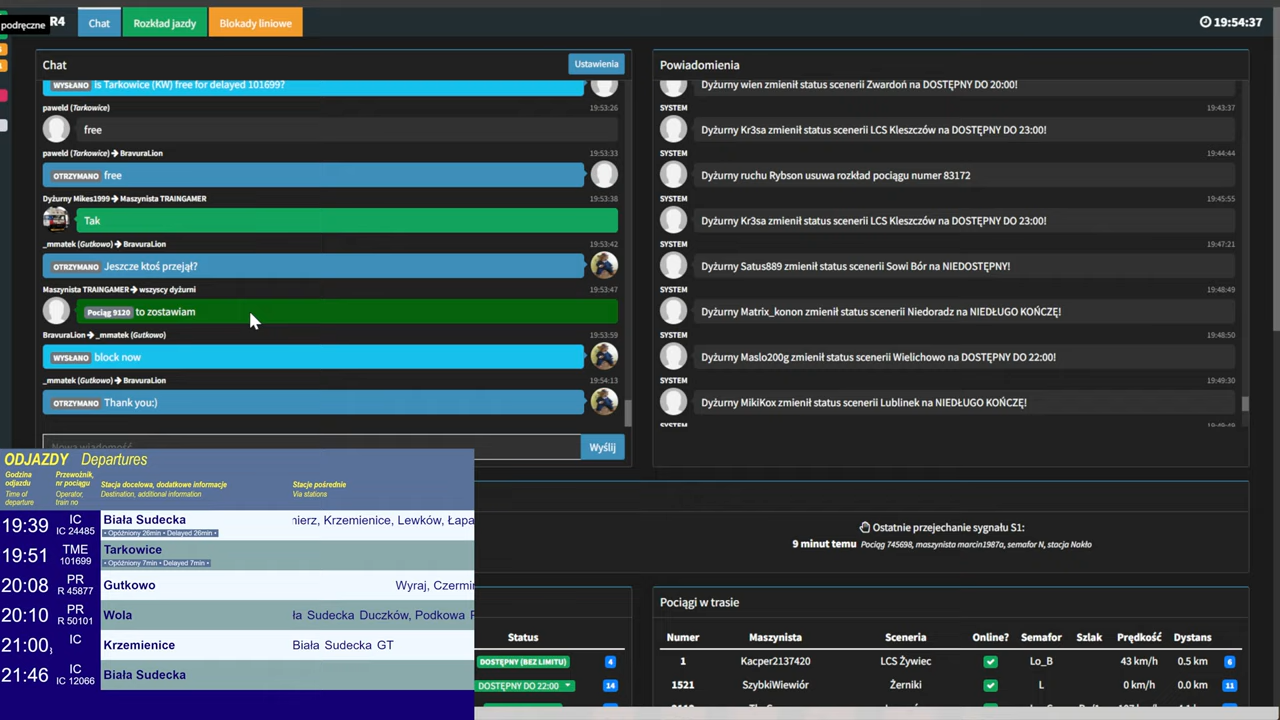 podręczne
R4
Chat
Rozkład jazdy
Blokady liniowe
19:54:37
Chat
Ustawienia
WYSŁANO Is Tarkowice (KW) free for delayed 101699?
paweld (Tarkowice)
19:53:26
free
paweld (Tarkowice) → BravuraLion
19:53:33
OTRZYMANO free
Dyżurny Mikes1999 → Maszynista TRAINGAMER
19:53:38
Tak
_mmatek (Gutkowo) → BravuraLion
19:53:42
OTRZYMANO Jeszcze ktoś przejął?
Maszynista TRAINGAMER → wszyscy dyżurni
19:53:47
Pociąg 9120 to zostawiam
BravuraLion → _mmatek (Gutkowo)
19:53:59
WYSŁANO block now
_mmatek (Gutkowo) → BravuraLion
19:54:13
OTRZYMANO Thank you:)
Nowa wiadomość
Wyślij
Powiadomienia
Dyżurny wien zmienił status scenerii Zwardoń na DOSTĘPNY DO 20:00!
SYSTEM
19:43:37
Dyżurny Kr3sa zmienił status scenerii LCS Kleszczów na DOSTĘPNY DO 23:00!
SYSTEM
19:44:44
Dyżurny ruchu Rybson usuwa rozkład pociągu numer 83172
SYSTEM
19:45:55
Dyżurny Kr3sa zmienił status scenerii LCS Kleszczów na DOSTĘPNY DO 23:00!
SYSTEM
19:47:21
Dyżurny Satus889 zmienił status scenerii Sowi Bór na NIEDOSTĘPNY!
SYSTEM
19:48:49
Dyżurny Matrix_konon zmienił status scenerii Niedoradz na NIEDŁUGO KOŃCZĘ!
SYSTEM
19:48:50
Dyżurny Maslo200g zmienił status scenerii Wielichowo na DOSTĘPNY DO 22:00!
SYSTEM
19:49:30
Dyżurny MikiKox zmienił status scenerii Lublinek na NIEDŁUGO KOŃCZĘ!
SYSTEM
ODJAZDY Departures
Godzina odjazdu
Time of departure
Przewoźnik, nr pociągu
Operator, train no
Stacja docelowa, dodatkowe informacje
Destination, additional information
Stacje pośrednie
Via stations
19:39 IC IC 24485 Biała Sudecka mierz, Krzemienice, Lewków, Łapa
• Opóźniony 26min • Delayed 26min •
19:51 TME 101699 Tarkowice
• Opóźniony 7min • Delayed 7min •
20:08 PR R 45877 Gutkowo Wyraj, Czermin
20:10 PR R 50101 Wola ła Sudecka Duczków, Podkowa
21:00 IC Krzemienice Biała Sudecka GT
21:46 IC IC 12066 Biała Sudecka
Ostatnie przejechanie sygnału S1:
9 minut temu Pociąg 745698, maszynista marcin1987a, semafor N, stacja Nakło
Status
DOSTĘPNY (BEZ LIMITU) 4
DOSTĘPNY DO 22:00 14
Pociągi w trasie
Numer Maszynista Sceneria Online? Semafor Szlak Prędkość Dystans
1 Kacper2137420 LCS Żywiec Lo_B 43 km/h 0.5 km 6
1521 SzybkiWiewiór Żerniki L 0 km/h 0.0 km 11